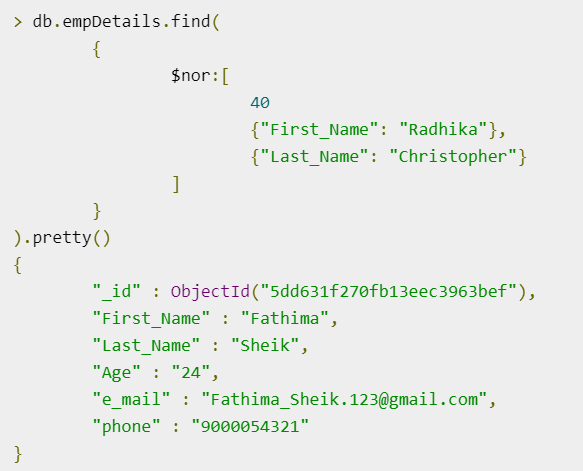 > db.empDetails.find(
{
$nor:[
40
{"First_Name": "Radhika"},
{"Last_Name": "Christopher"}
]
}
).pretty()
{
"_id" : ObjectId("5dd631f270fb13eec3963bef"),
"First_Name" : "Fathima",
"Last_Name" : "Sheik",
"Age" : "24",
"e_mail" : "Fathima_Sheik.123@gmail.com",
"phone" : "9000054321"
}